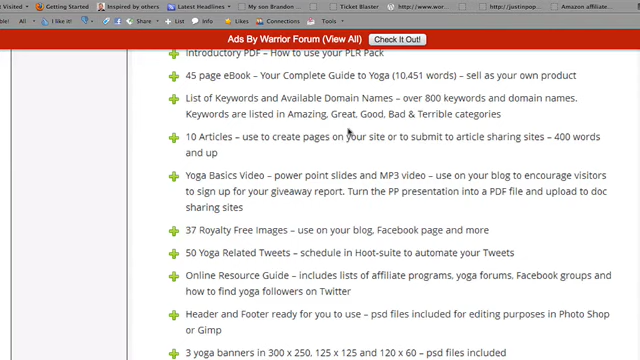 t Visited
Getting Started
Inspired by others
Latest Headlines
My son Brandon
Ticket Blaster
http://www.wor
http://justinpop
Amazon affiliate
I like it!
Info
Tools
Like
Connections
Ads By Warrior Forum (View All) Check It Out!
Introductory PDF – How to use your PLR Pack
45 page eBook – Your Complete Guide to Yoga (10,451 words) – sell as your own product
List of Keywords and Available Domain Names – over 800 keywords and domain names.
Keywords are listed in Amazing, Great, Good, Bad & Terrible categories
10 Articles – use to create pages on your site or to submit to article sharing sites – 400 words
and up
Yoga Basics Video – power point slides and MP3 video – use on your blog to encourage visitors
to sign up for your giveaway report. Turn the PP presentation into a PDF file and upload to doc
sharing sites
37 Royalty Free Images – use on your blog, Facebook page and more
50 Yoga Related Tweets – schedule in Hoot-suite to automate your Tweets
Online Resource Guide – includes lists of affiliate programs, yoga forums, Facebook groups and
how to find yoga followers on Twitter
Header and Footer ready for you to use – psd files included for editing purposes in Photo Shop
or Gimp
3 yoga banners in 300 x 250, 125 x 125 and 120 x 60 – psd files included